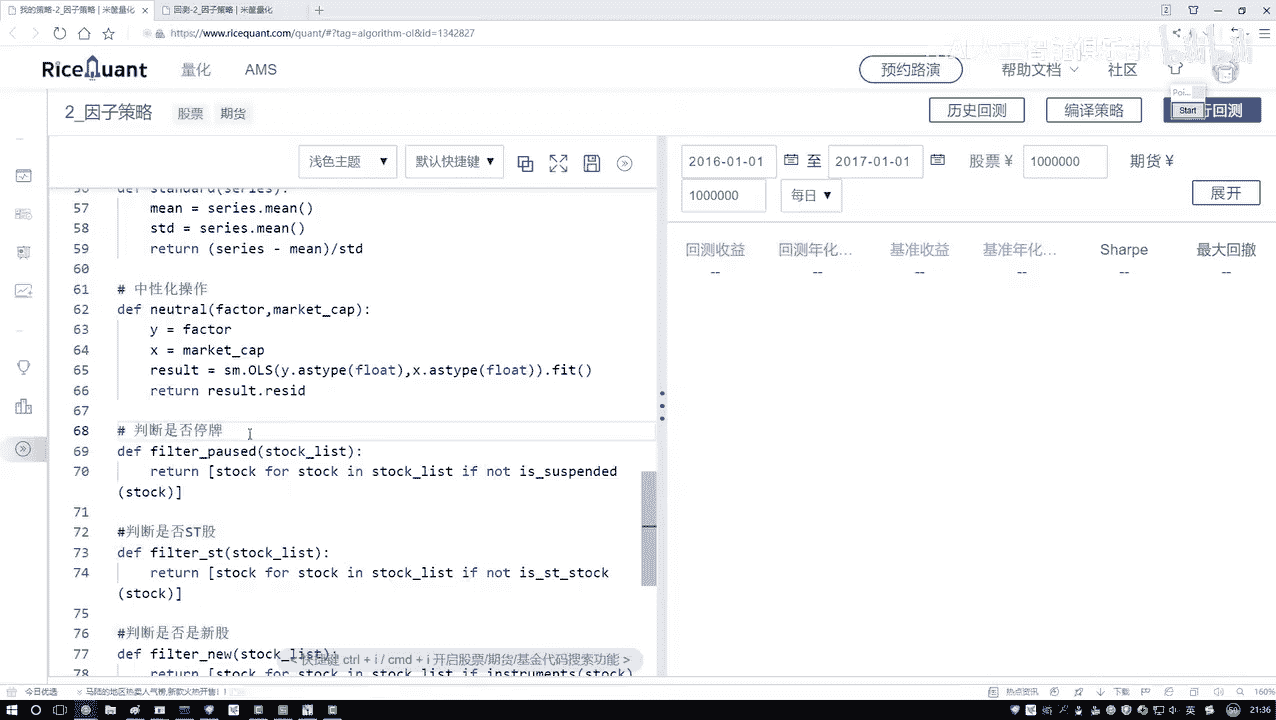 我的策略-2_因子策略 | 米筐量化
回测-2_因子策略 | 米筐量化
https://www.ricequant.com/quant/#?tag=algorithm-ol&id=1342827
RiceQuant 量化 AMS 预约路演 帮助文档 社区
2_因子策略 股票 期货 历史回测 编译策略 行回测
Poi...
Start
浅色主题 默认快捷键
2016-01-01 至 2017-01-01 股票 ¥ 1000000 期货 ¥
1000000 每日 展开
回测收益 回测年化... 基准收益 基准年化... Sharpe 最大回撤
-- -- -- -- -- --
56 def standard(series):
57 mean = series.mean()
58 std = series.mean()
59 return (series - mean)/std
60
61 # 中性化操作
62 def neutral(factor,market_cap):
63 y = factor
64 x = market_cap
65 result = sm.OLS(y.astype(float),x.astype(float)).fit()
66 return result.resid
67
68 # 判断是否停牌
69 def filter_paused(stock_list):
70 return [stock for stock in stock_list if not is_suspended
(stock)]
71
72 #判断是否ST股
73 def filter_st(stock_list):
74 return [stock for stock in stock_list if not is_st_stock
(stock)]
75
76 #判断是否是新股
77 def filter_new(stock_list):
78 return [stock for stock in stock_list if instruments(stock)
< 快捷键 ctrl + i / cmd + i 开启股票/期货/基金代码搜索功能 >
今日优选
热点资讯 下载 160%
英 21:36